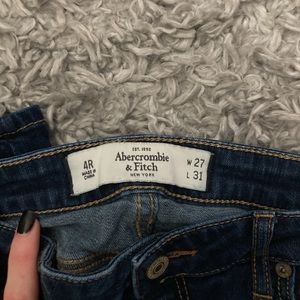 4R
MADE IN
CHINA
EST. 1892
Abercrombie
& Fitch
NEW YORK
W 27
L 31